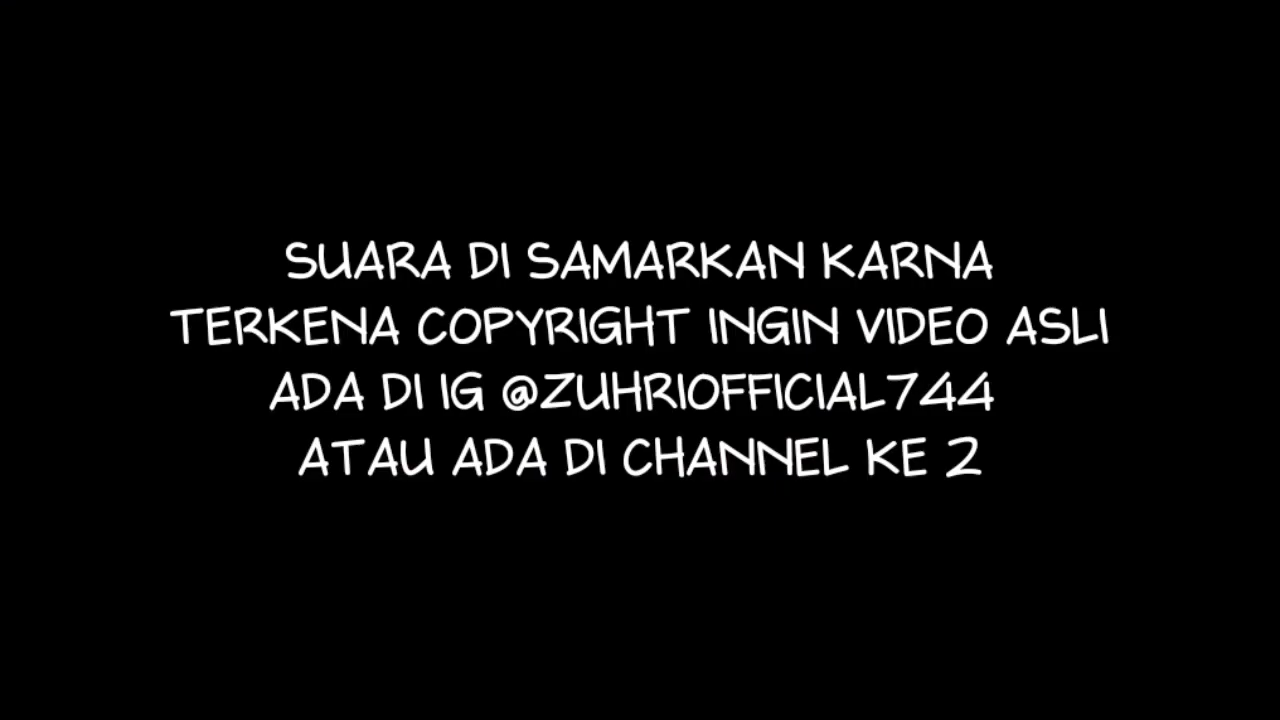 SUARA DI SAMARKAN KARNA
TERKENA COPYRIGHT INGIN VIDEO ASLI
ADA DI IG @ZUHRIOFFICIAL744
ATAU ADA DI CHANNEL KE 2